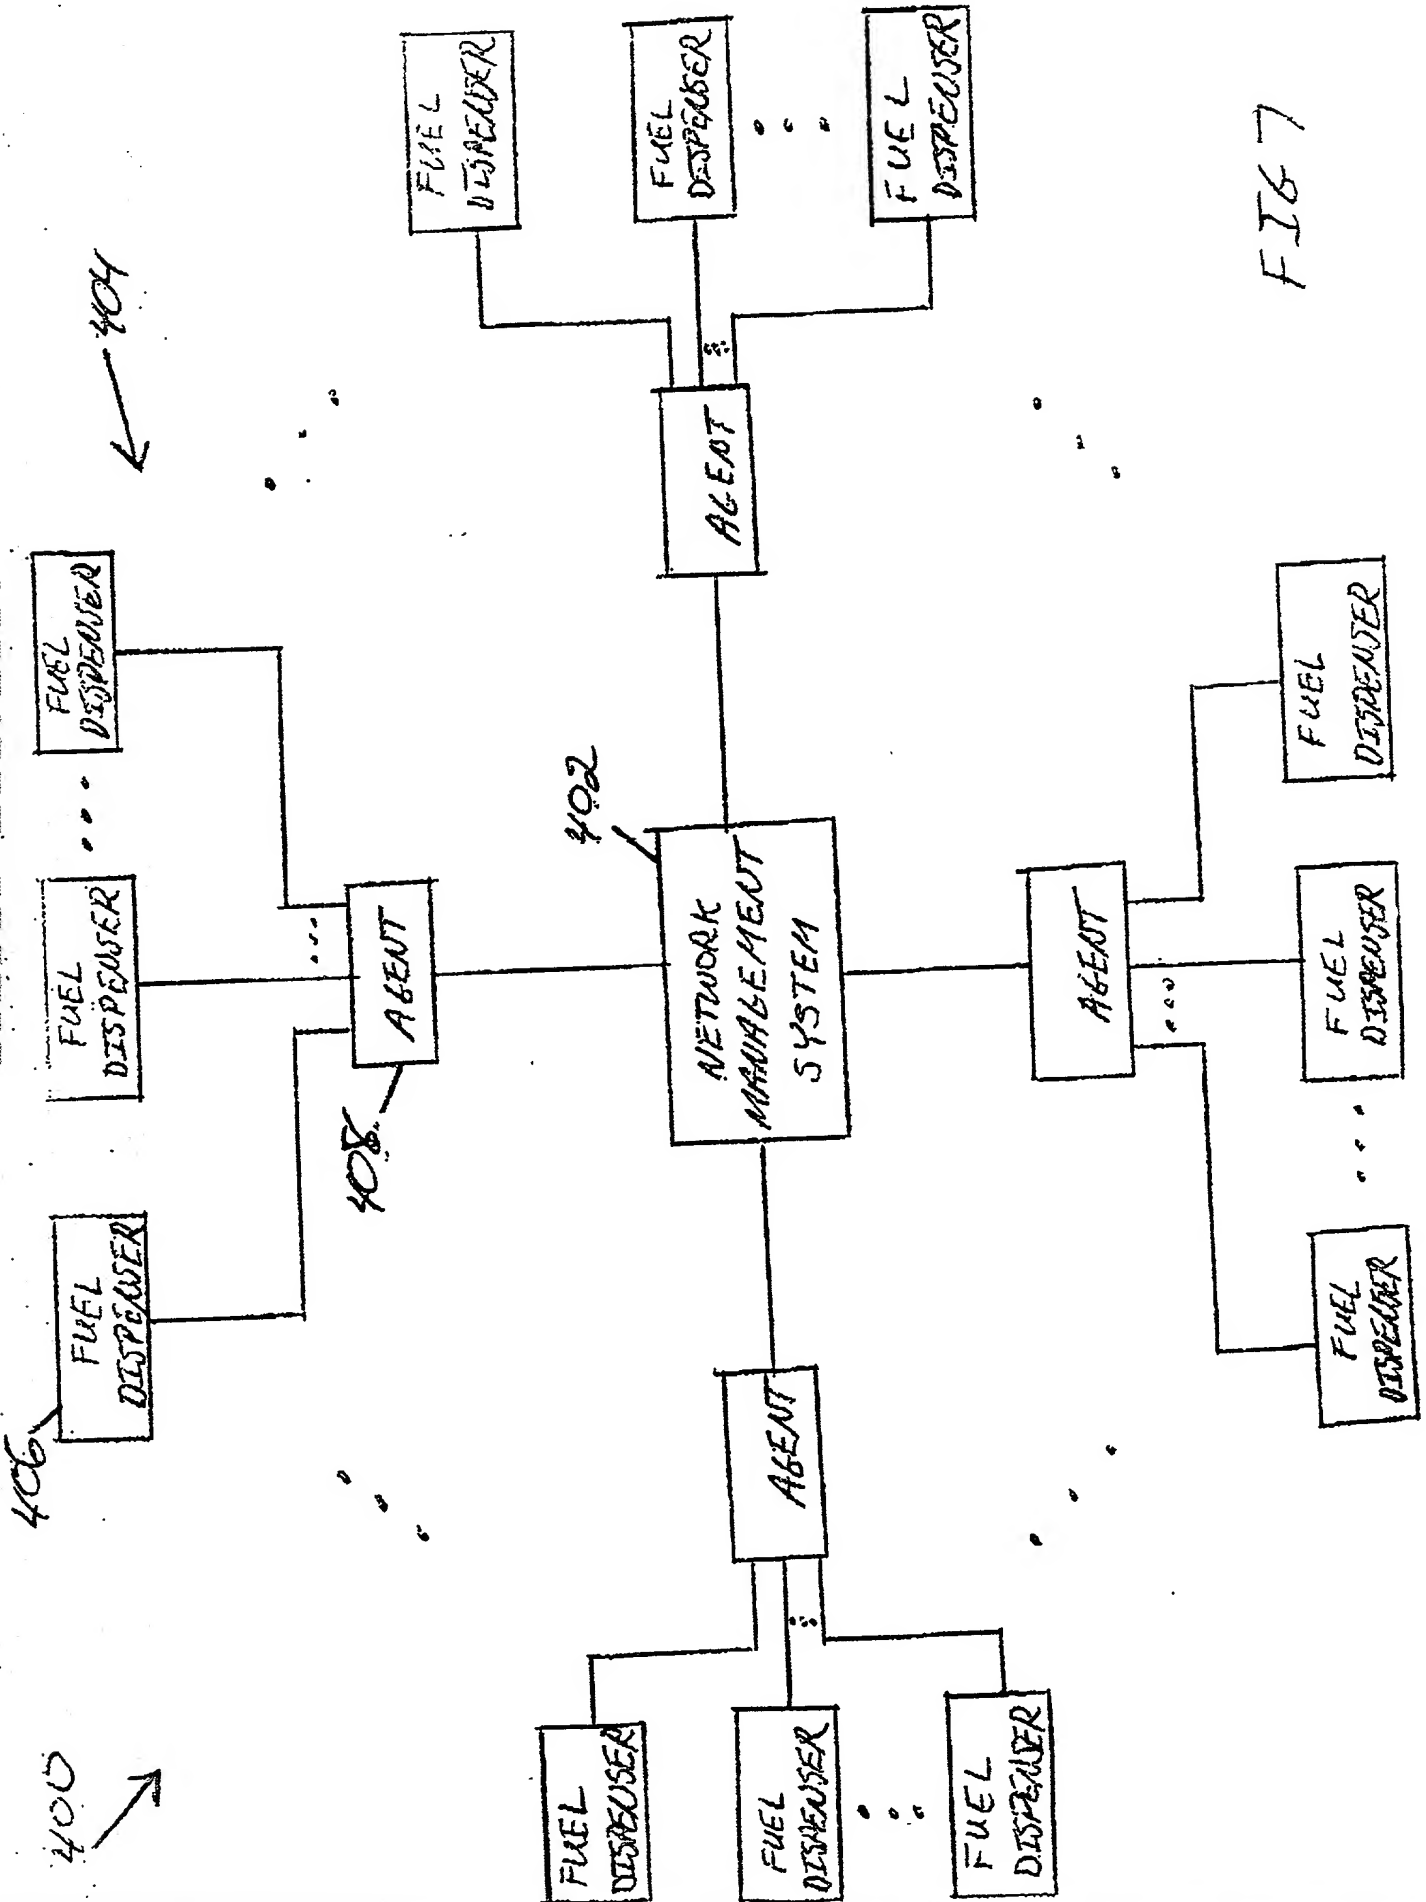 400
406
404
FUEL
DISPENSER
FUEL
DISPENSER
FUEL
DISPENSER
408
AGENT
402
FUEL
DISPENSER
FUEL
DISPENSER
FUEL
DISPENSER
AGENT
NETWORK
MANAGEMENT
SYSTEM
AGENT
FUEL
DISPENSER
FUEL
DISPENSER
FUEL
DISPENSER
AGENT
FUEL
DISPENSER
FUEL
DISPENSER
FUEL
DISPENSER
FIG 7